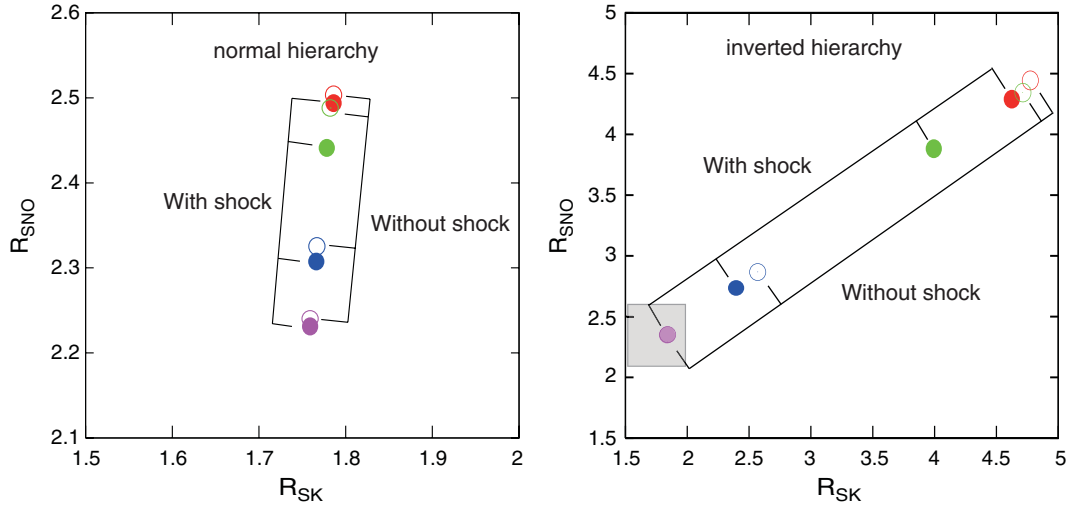 2.6
2.5
2.4
2.3
2.2
2.1
R_SNO
normal hierarchy
With shock
Without shock
1.5
1.6
1.7
1.8
1.9
2
R_SK
5
4.5
4
3.5
3
2.5
2
1.5
R_SNO
inverted hierarchy
With shock
Without shock
1.5
2
2.5
3
3.5
4
4.5
5
R_SK